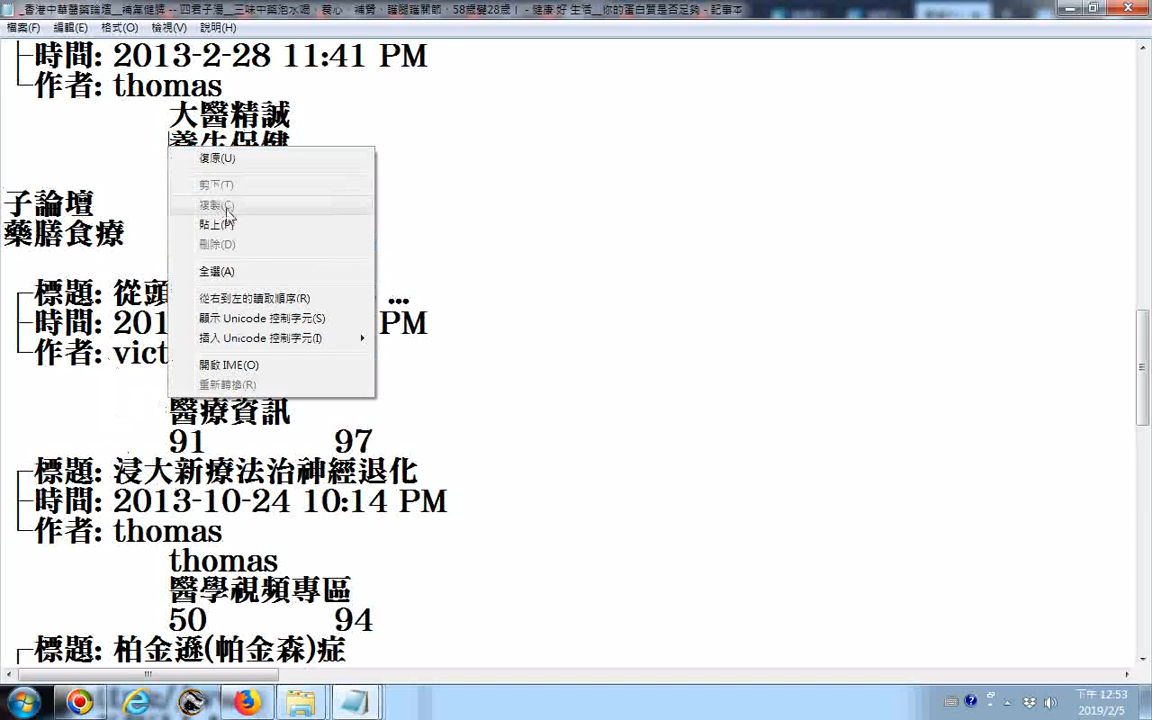 _香港中華醫藥論壇__補氣健脾 -- 四君子湯__三味中藥泡水喝，養心、補腎、腿腿腿關節，58歲變28歲！ - 健康 好 生活__你的蛋白質是否足夠 - 記事本
檔案(F) 編輯(E) 格式(O) 檢視(V) 說明(H)
├時間: 2013-2-28 11:41 PM
└作者: thomas
大醫精誠
養生保健
復原(U)
剪下(T)
子論壇
複製(C)
貼上(P)
藥膳食療
刪除(D)
全選(A)
┌標題: 從頭 ...
從右到左的讀取順序(R)
├時間: 201 PM
顯示 Unicode 控制字元(S)
插入 Unicode 控制字元(I)
└作者: vict
開啟 IME(O)
重新轉換(R)
醫療資訊
91 97
┌標題: 浸大新療法治神經退化
├時間: 2013-10-24 10:14 PM
└作者: thomas
thomas
醫學視頻專區
50 94
┌標題: 柏金遜(帕金森)症
下午 12:53
2019/2/5